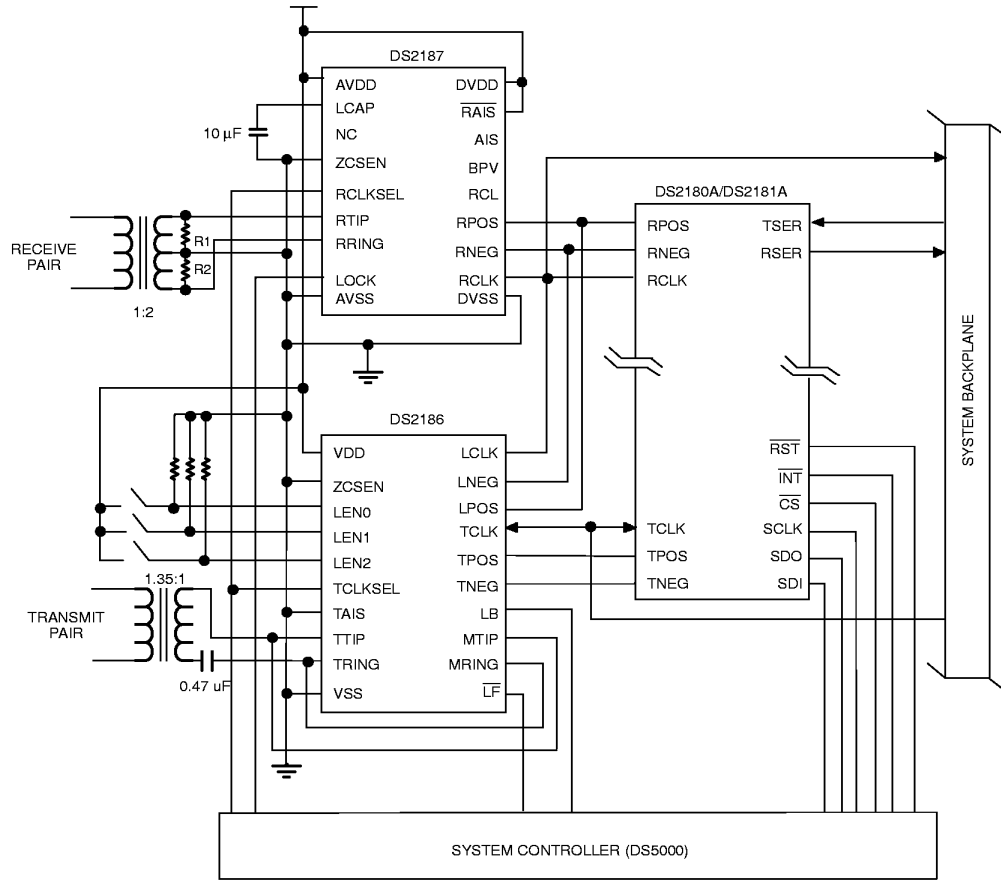 DS2187
AVDD
LCAP
NC
ZCSEN
RCLKSEL
RTIP
RRING
LOCK
AVSS
DVDD
RAIS
AIS
BPV
RCL
RPOS
RNEG
RCLK
DVSS
10 µF
RECEIVE
PAIR
1:2
R1
R2
DS2180A/DS2181A
RPOS
RNEG
RCLK
TSER
RSER
RST
INT
CS
SCLK
SDO
SDI
TCLK
TPOS
TNEG
SYSTEM BACKPLANE
DS2186
VDD
ZCSEN
LEN0
LEN1
LEN2
TCLKSEL
TAIS
TTIP
TRING
VSS
LCLK
LNEG
LPOS
TCLK
TPOS
TNEG
LB
MTIP
MRING
LF
1.35:1
TRANSMIT
PAIR
0.47 uF
SYSTEM CONTROLLER (DS5000)